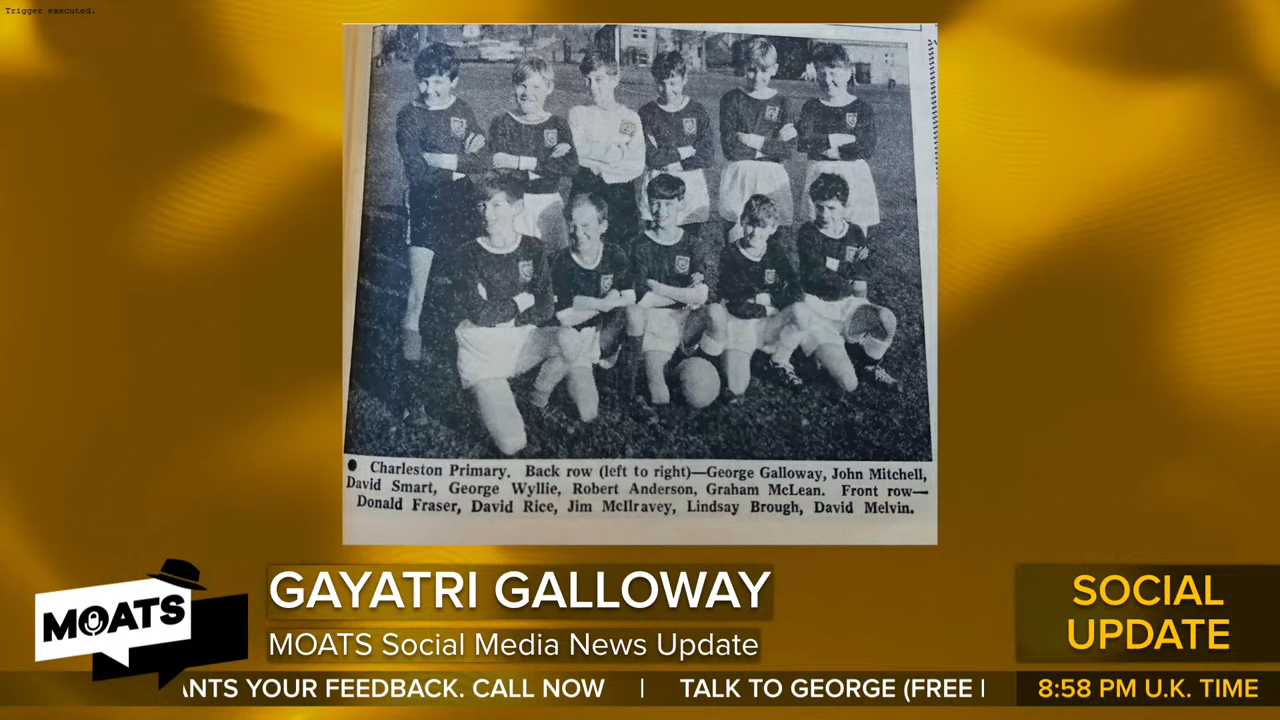 Trigger executed.
● Charleston Primary. Back row (left to right)—George Galloway, John Mitchell,
David Smart, George Wyllie, Robert Anderson, Graham McLean. Front row—
Donald Fraser, David Rice, Jim McIlravey, Lindsay Brough, David Melvin.
MOATS
GAYATRI GALLOWAY
MOATS Social Media News Update
SOCIAL
UPDATE
ANTS YOUR FEEDBACK. CALL NOW | TALK TO GEORGE (FREE
8:58 PM U.K. TIME